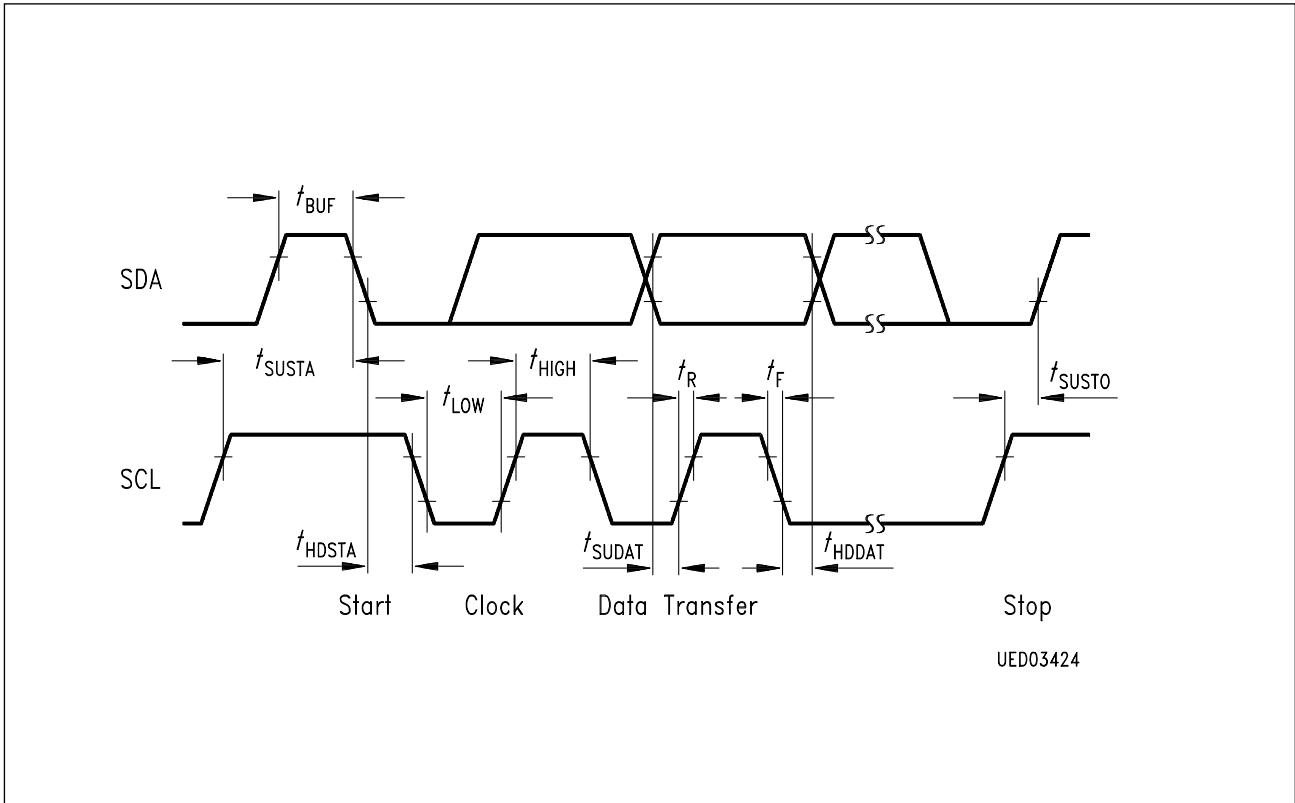 tBUF
SDA
tSUSTA
tHIGH
tLOW
tR
tF
tSUSTO
SCL
tHDSTA
tSUDAT
tHDDAT
Start
Clock
Data Transfer
Stop
UED03424